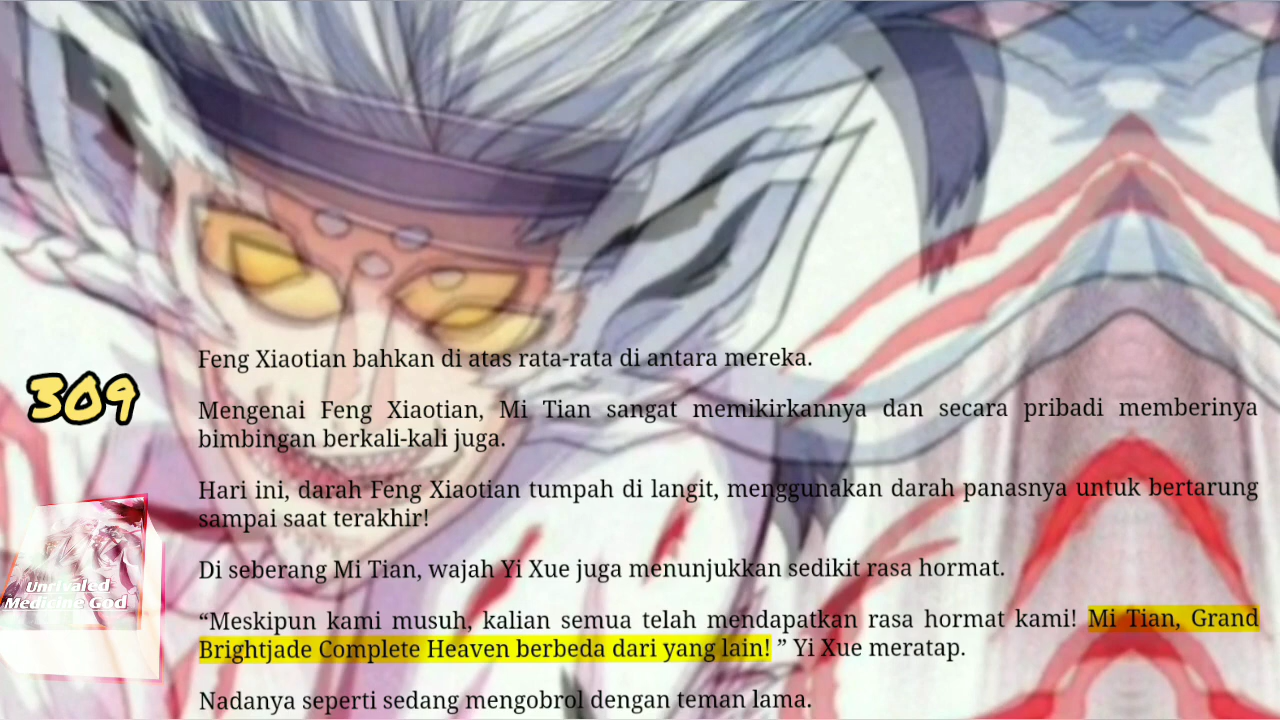 Feng Xiaotian bahkan di atas rata-rata di antara mereka.
309
Mengenai Feng Xiaotian, Mi Tian sangat memikirkannya dan secara pribadi memberinya
bimbingan berkali-kali juga.
Hari ini, darah Feng Xiaotian tumpah di langit, menggunakan darah panasnya untuk bertarung
sampai saat terakhir!
Di seberang Mi Tian, wajah Yi Xue juga menunjukkan sedikit rasa hormat.
Unrivaled
Medicine God
“Meskipun kami musuh, kalian semua telah mendapatkan rasa hormat kami! Mi Tian, Grand
Brightjade Complete Heaven berbeda dari yang lain! ” Yi Xue meratap.
Nadanya seperti sedang mengobrol dengan teman lama.